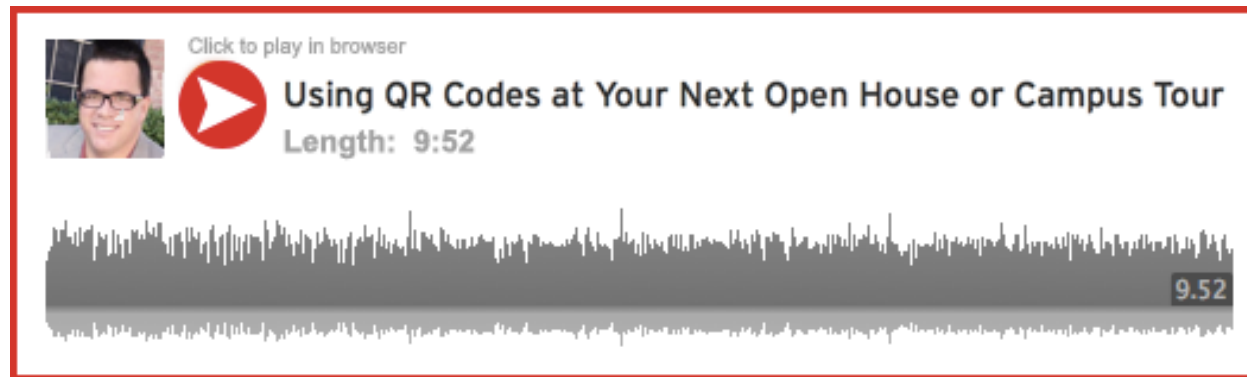 Click to play in browser
Using QR Codes at Your Next Open House or Campus Tour
Length: 9:52
9.52